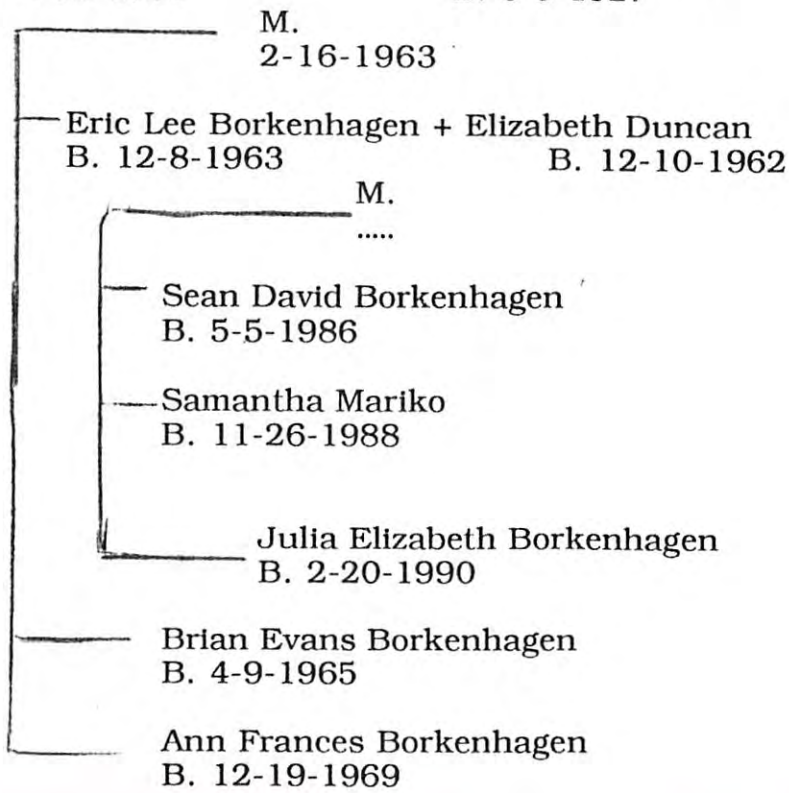 M.
2-16-1963
Eric Lee Borkenhagen + Elizabeth Duncan
B. 12-8-1963 B. 12-10-1962
M.
.....
Sean David Borkenhagen
B. 5-5-1986
Samantha Mariko
B. 11-26-1988
Julia Elizabeth Borkenhagen
B. 2-20-1990
Brian Evans Borkenhagen
B. 4-9-1965
Ann Frances Borkenhagen
B. 12-19-1969